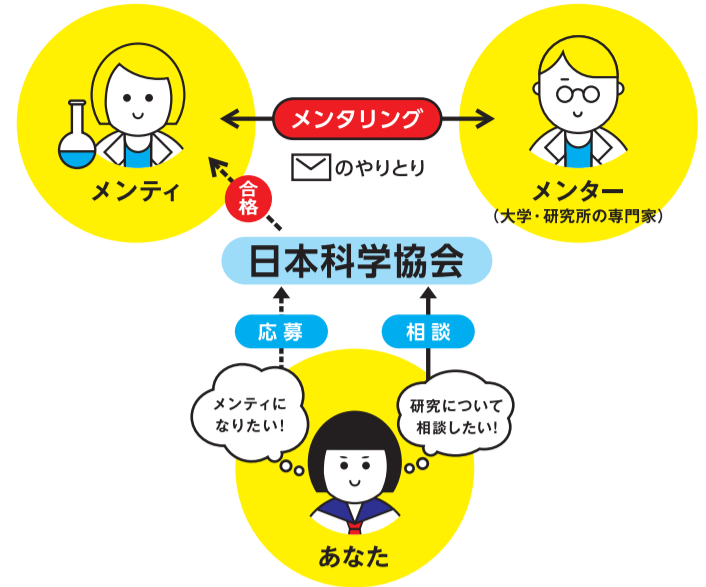 メンタリング
のやりとり
メンティ
メンター
(大学・研究所の専門家)
合格
日本科学協会
応募
相談
メンティに
なりたい!
研究について
相談したい!
あなた